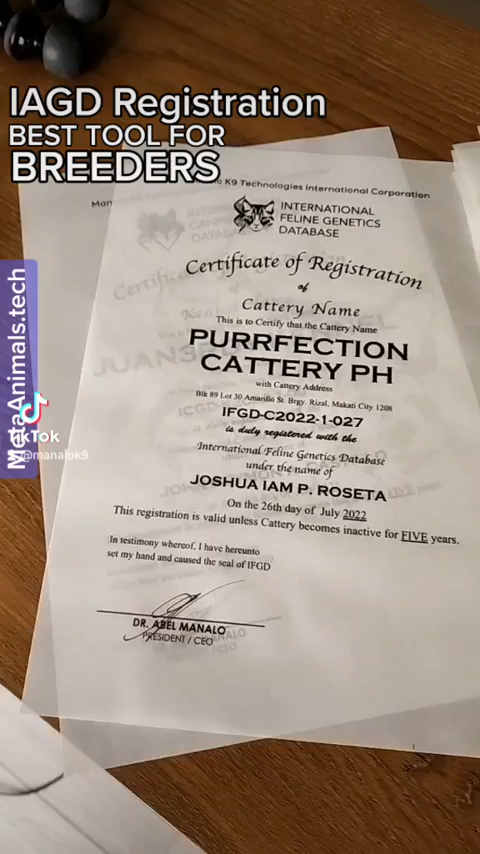 IAGD Registration
BEST TOOL FOR
BREEDERS
K9 Technologies International Corporation
INTERNATIONAL
FELINE GENETICS
DATABASE
Certificate of Registration
of
Cattery Name
This is to Certify that the Cattery Name
PURRFECTION
CATTERY PH
with Cattery Address
Blk 89 Lot 30 Amarillo St. Brgy. Rizal, Makati City 1208
IFGD-C2022-1-027
is duly registered with the
International Feline Genetics Database
under the name of
JOSHUA IAM P. ROSETA
On the 26th day of July 2022
This registration is valid unless Cattery becomes inactive for FIVE years.
In testimony whereof, I have hereunto
set my hand and caused the seal of IFGD
DR. ABEL MANALO
PRESIDENT / CEO
@manalok9